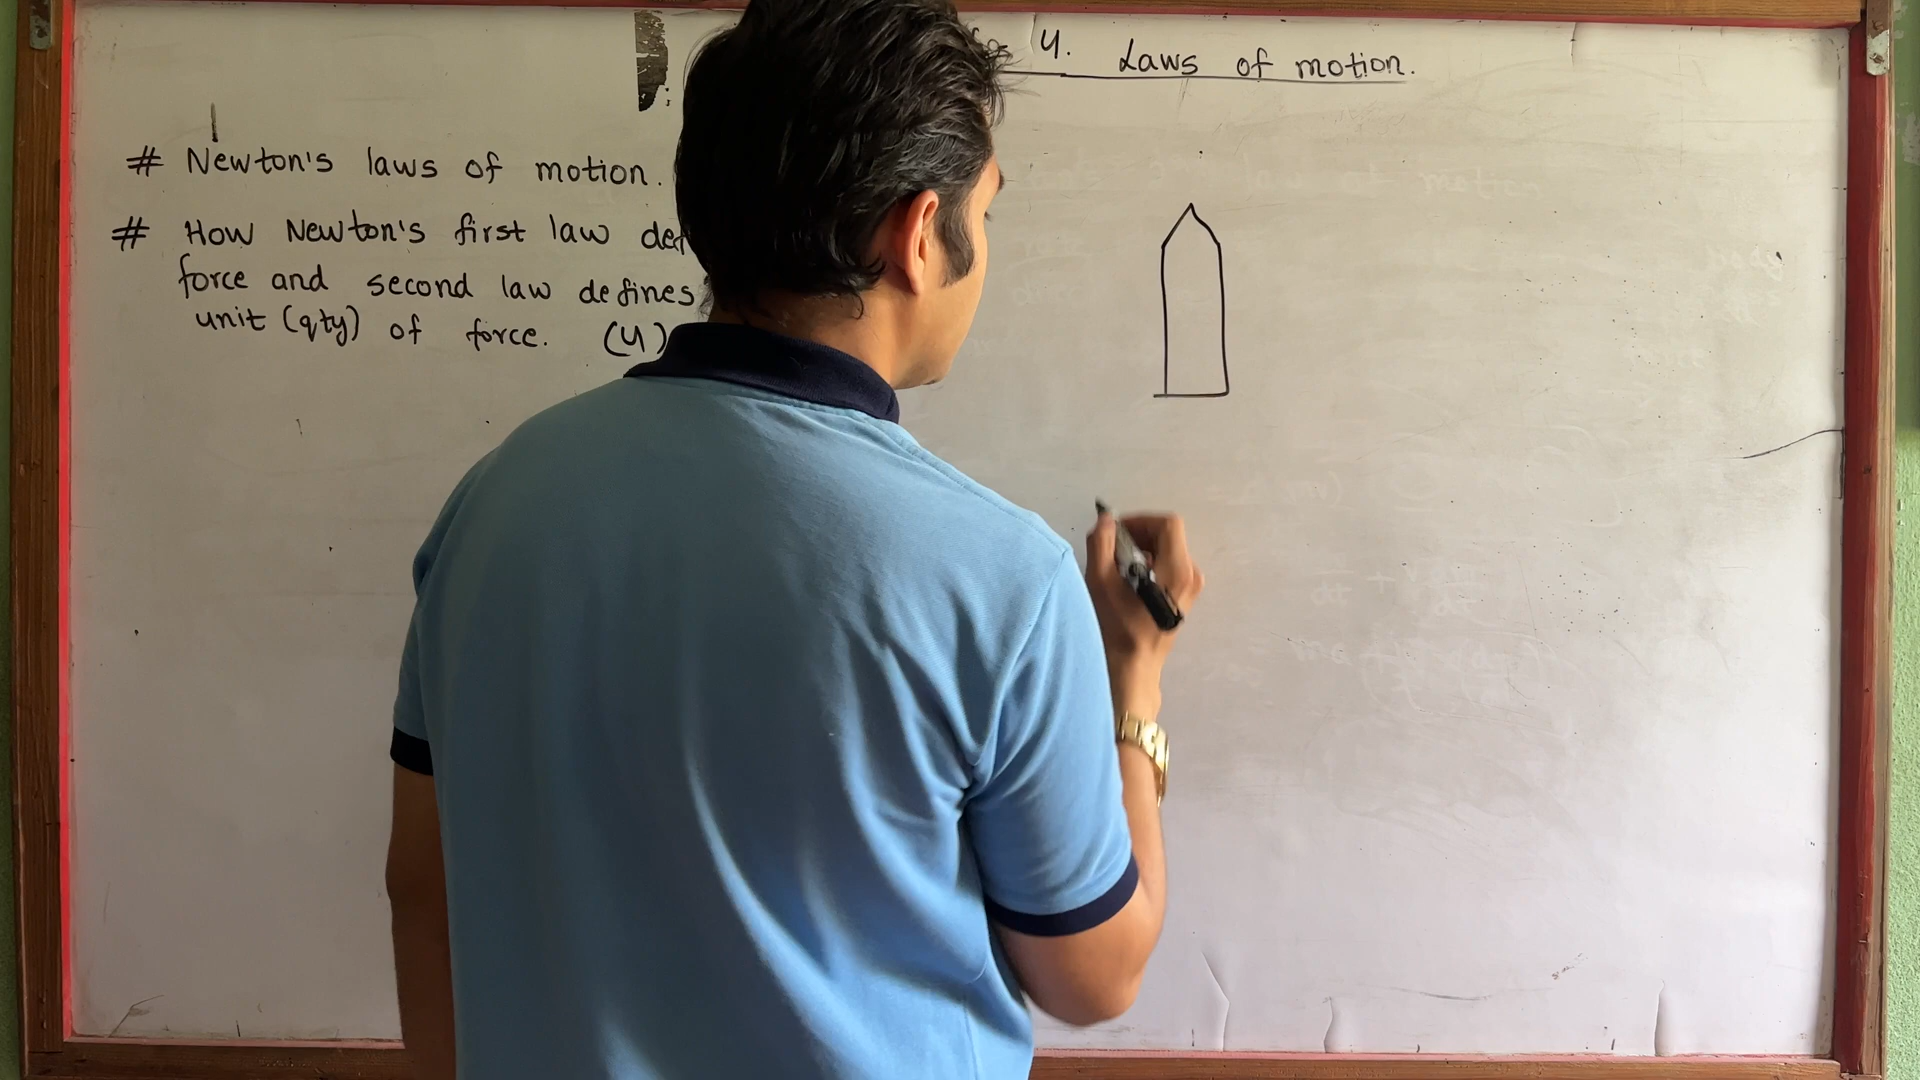 4. Laws of motion.
# Newton's laws of motion.
# How Newton's first law def
force and second law defines
unit (qty) of force. (4)